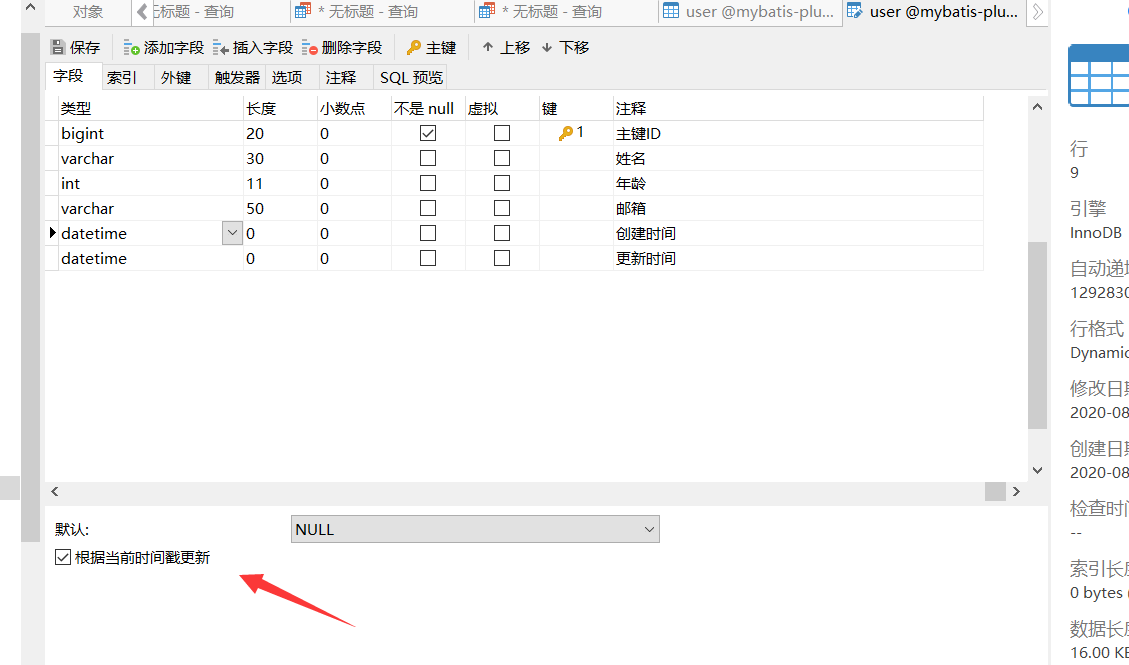 对象
无标题 - 查询
* 无标题 - 查询
* 无标题 - 查询
user @mybatis-plu...
user @mybatis-plu...
保存 添加字段 插入字段 删除字段 主键 上移 下移
字段 索引 外键 触发器 选项 注释 SQL 预览
类型 长度 小数点 不是 null 虚拟 键 注释
bigint 20 0 1 主键ID
varchar 30 0 姓名
int 11 0 年龄
varchar 50 0 邮箱
datetime 0 0 创建时间
datetime 0 0 更新时间
默认: NULL
根据当前时间戳更新
行
9
引擎
InnoDB
自动递
1292830
行格式
Dynamic
修改日
2020-08
创建日
2020-08
检查时
--
索引长
0 bytes (
数据长
16.00 KB